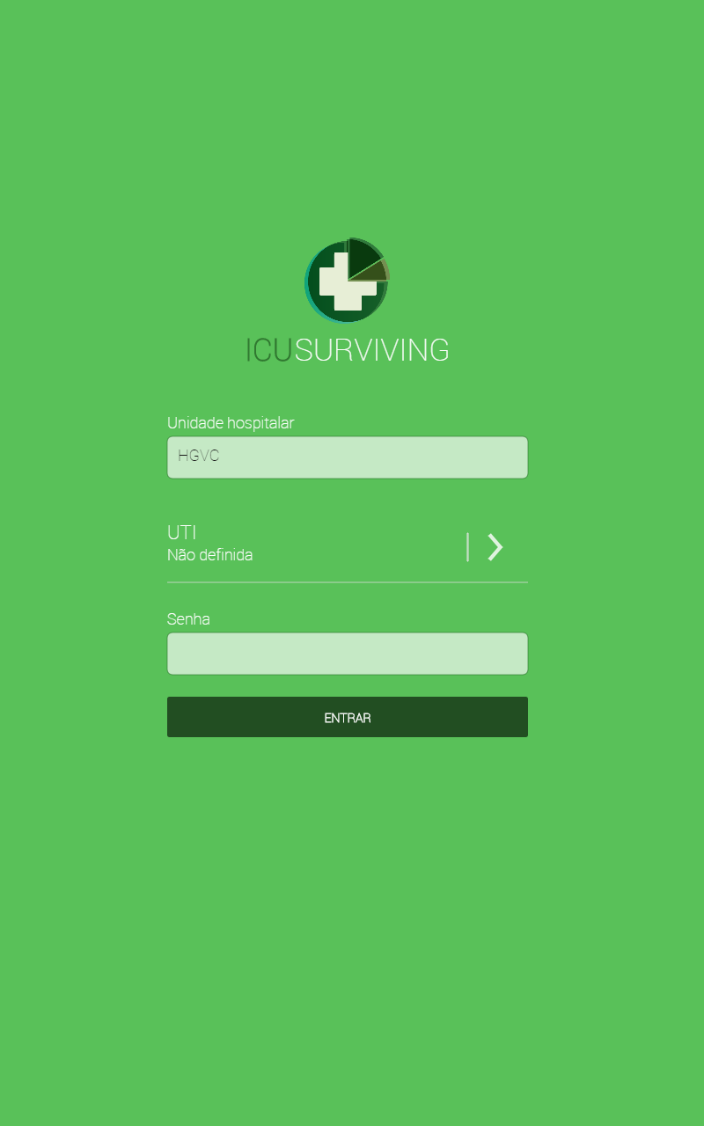 ICUSURVIVING
Unidade hospitalar
HGVC
UTI
Não definida
Senha
ENTRAR